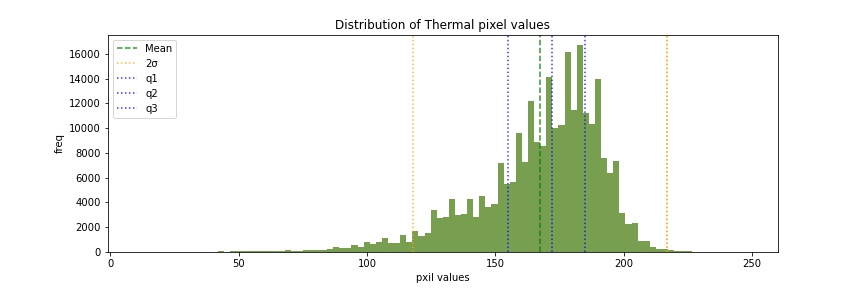 Distribution of Thermal pixel values
Mean
2σ
q1
q2
q3
freq
16000
14000
12000
10000
8000
6000
4000
2000
0
0 50 100 150 200 250
pxil values